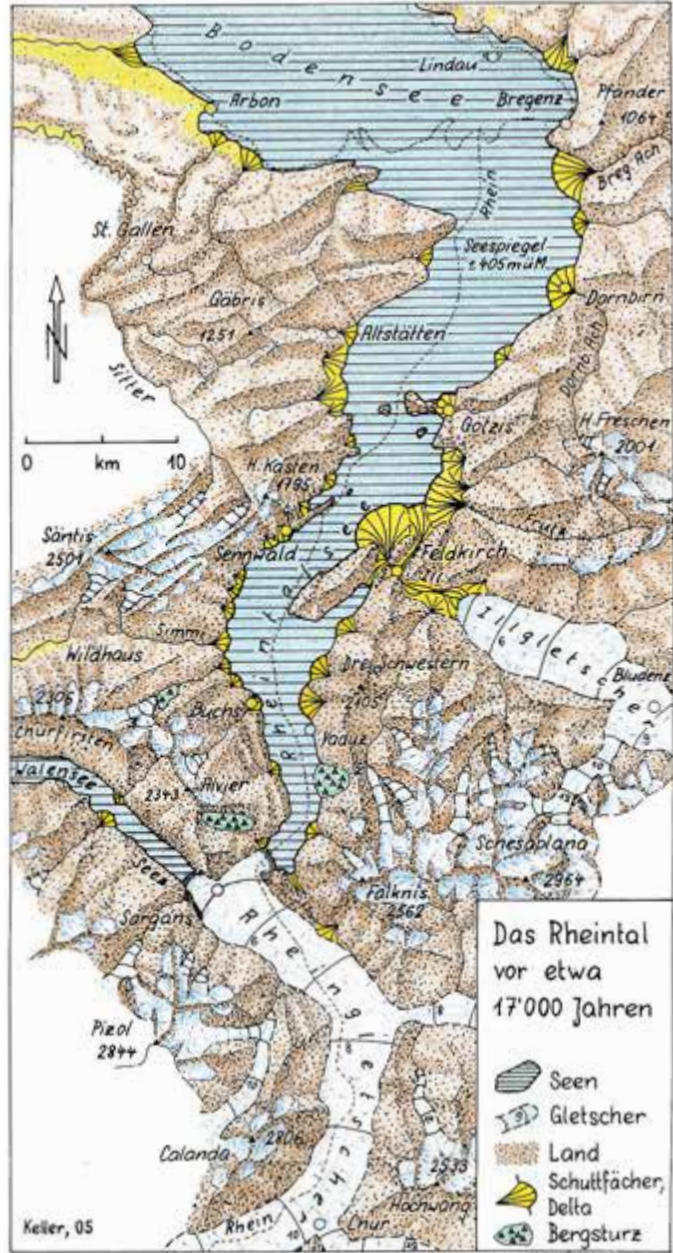 Bodensee
Lindau
Arbon
Bregenz
Pfänder
1064
Breg. Ach
Rhein
St. Gallen
Seespiegel
± 405 m ü M.
Gäbris
1251
Altstätten
Dornbirn
Dornb. Ach
N
Sitter
0 km 10
Götzis
H. Freschen
2001
H. Kasten
1795
Säntis
2501
Sennwald
Feldkirch
Ill
Rheintalsee
Illgletscher
Simmi
Wildhaus
Drei Schwestern
2105
Bludenz
2306
Churfirsten
Buchs
Vaduz
Walensee
Alvier
2343
Seez
Schesaplana
2964
Falknis
2562
Sargans
Rheingletscher
Pizol
2844
Calanda
2806
2533
Hochwang
Rhein
Chur
Keller, 05
Das Rheintal
vor etwa
17'000 Jahren
Seen
Gletscher
Land
Schuttfächer,
Delta
Bergsturz